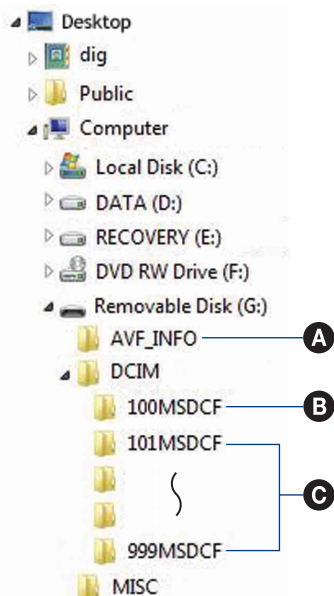 Desktop
dig
Public
Computer
Local Disk (C:)
DATA (D:)
RECOVERY (E:)
DVD RW Drive (F:)
Removable Disk (G:)
AVF_INFO A
DCIM
100MSDCF B
101MSDCF
C
999MSDCF
MISC